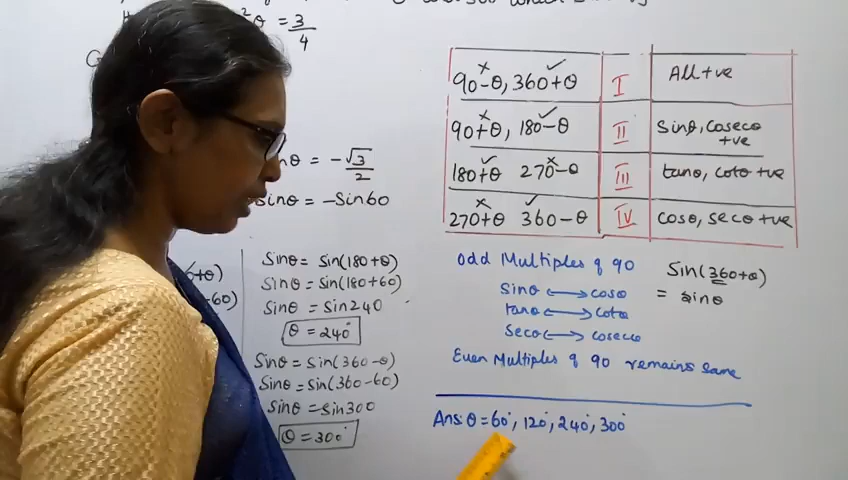 ²θ = 3/4
nθ = -√3/2
Sinθ = -Sin60
Sinθ = Sin(180+θ)
Sinθ = Sin(180+60)
Sinθ = Sin240
θ = 240°
Sinθ = Sin(360-θ)
Sinθ = Sin(360-60)
Sinθ = Sin300
θ = 300°
90-θ, 360+θ I All +ve
90+θ, 180-θ II Sinθ, Cosecθ +ve
180+θ 270-θ III tanθ, Cotθ +ve
270+θ 360-θ IV Cosθ, Secθ +ve
Odd Multiples of 90
Sinθ ⟷ Cosθ
tanθ ⟷ Cotθ
Secθ ⟷ Cosecθ
Even Multiples of 90 remains same
Sin(360+θ)
= Sinθ
Ans: θ = 60°, 120°, 240°, 300°